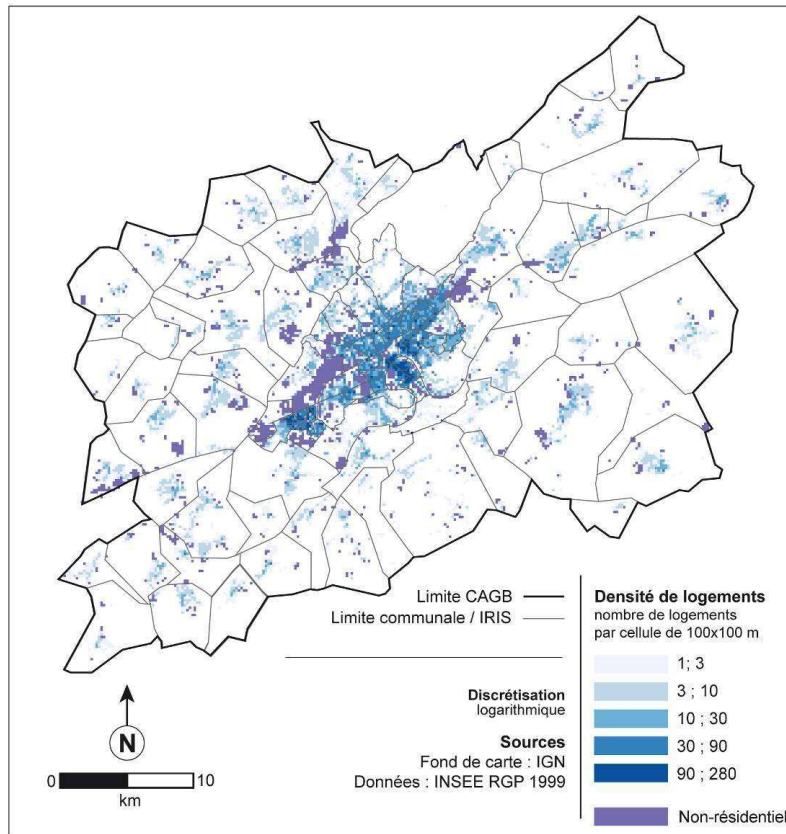 Limite CAGB
Limite communale / IRIS
Discrétisation
logarithmique
Sources
Fond de carte : IGN
Données : INSEE RGP 1999
Densité de logements
nombre de logements
par cellule de 100x100 m
1; 3
3 ; 10
10 ; 30
30 ; 90
90 ; 280
Non-résidentiel
N
0 10
km